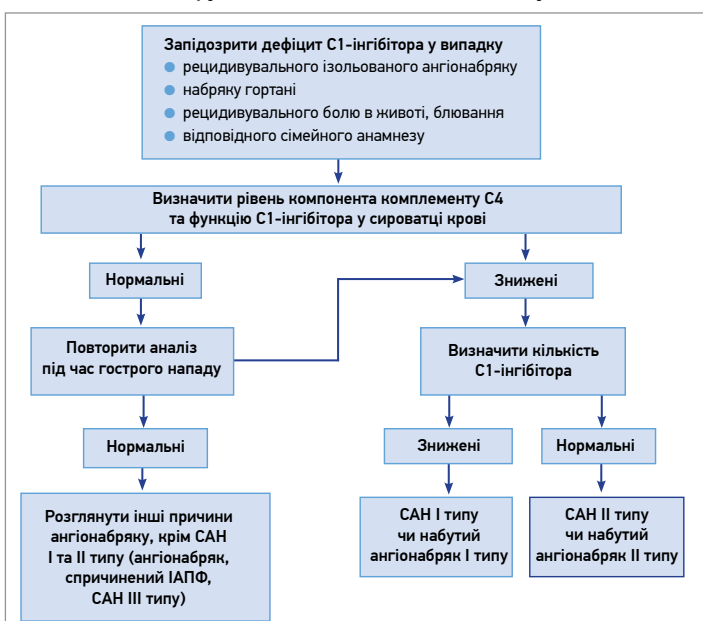 Запідозрити дефіцит С1-інгібітора у випадку
● рецидивувального ізольованого ангіонабряку
● набряку гортані
● рецидивувального болю в животі, блювання
● відповідного сімейного анамнезу
Визначити рівень компонента комплементу С4
та функцію С1-інгібітора у сироватці крові
Нормальні
Знижені
Повторити аналіз
під час гострого нападу
Визначити кількість
С1-інгібітора
Нормальні
Знижені
Нормальні
Розглянути інші причини
ангіонабряку, крім САН
І та ІІ типу (ангіонабряк,
спричинений ІАПФ,
САН ІІІ типу)
САН І типу
чи набутий
ангіонабряк І типу
САН ІІ типу
чи набутий
ангіонабряк ІІ типу